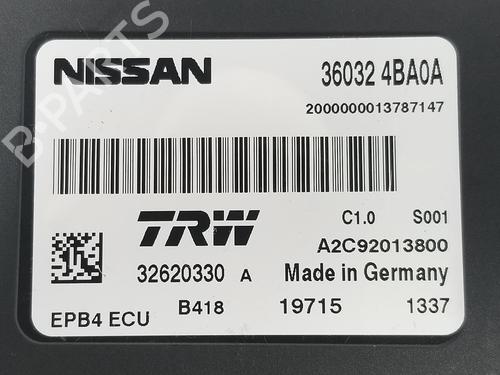 NISSAN 36032 4BA0A
2000000013787147
TRW C1.0 S001
A2C92013800
32620330 A Made in Germany
EPB4 ECU B418 19715 1337
B-PARTS